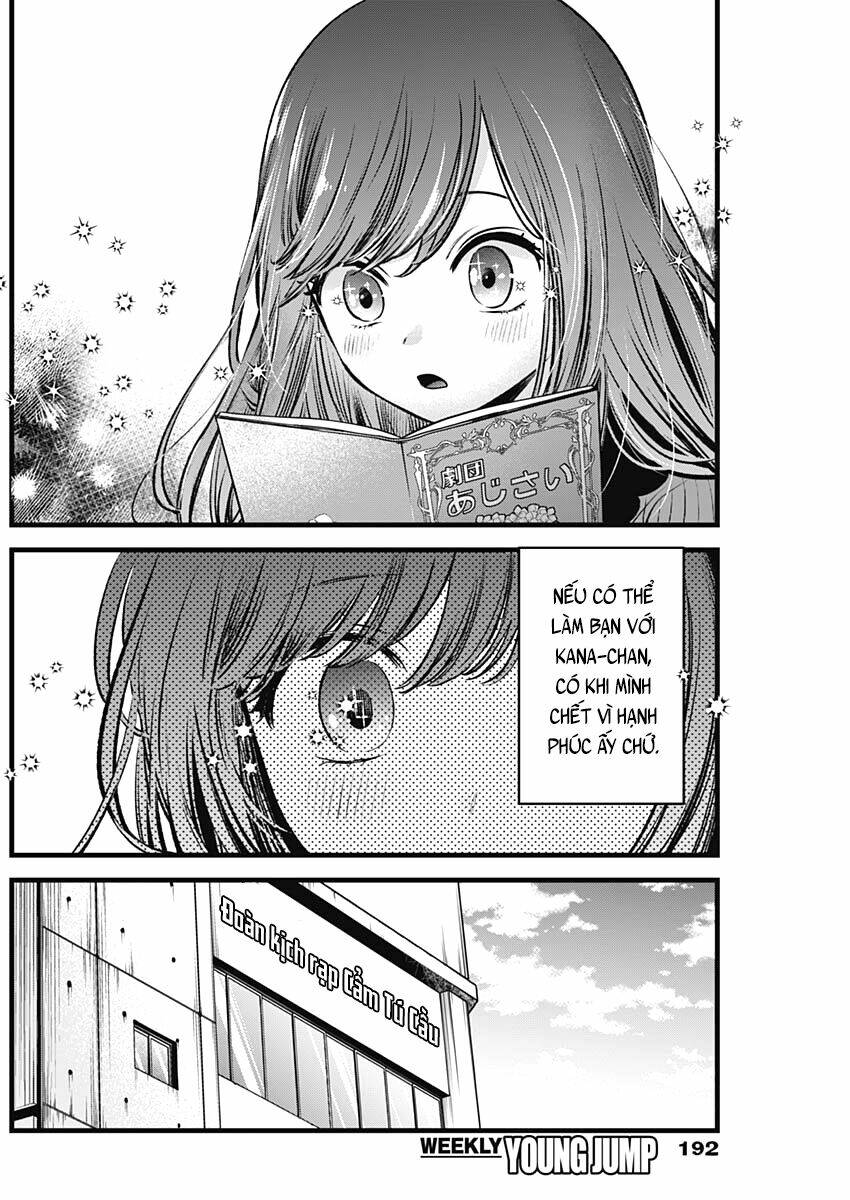 劇団
あじさい
NẾU CÓ THỂ
LÀM BẠN VỚI
KANA-CHAN,
CÓ KHI MÌNH
CHẾT VÌ HẠNH
PHÚC ẤY CHỨ.
Đoàn kịch rạp Cẩm Tú Cầu
WEEKLY YOUNG JUMP 192